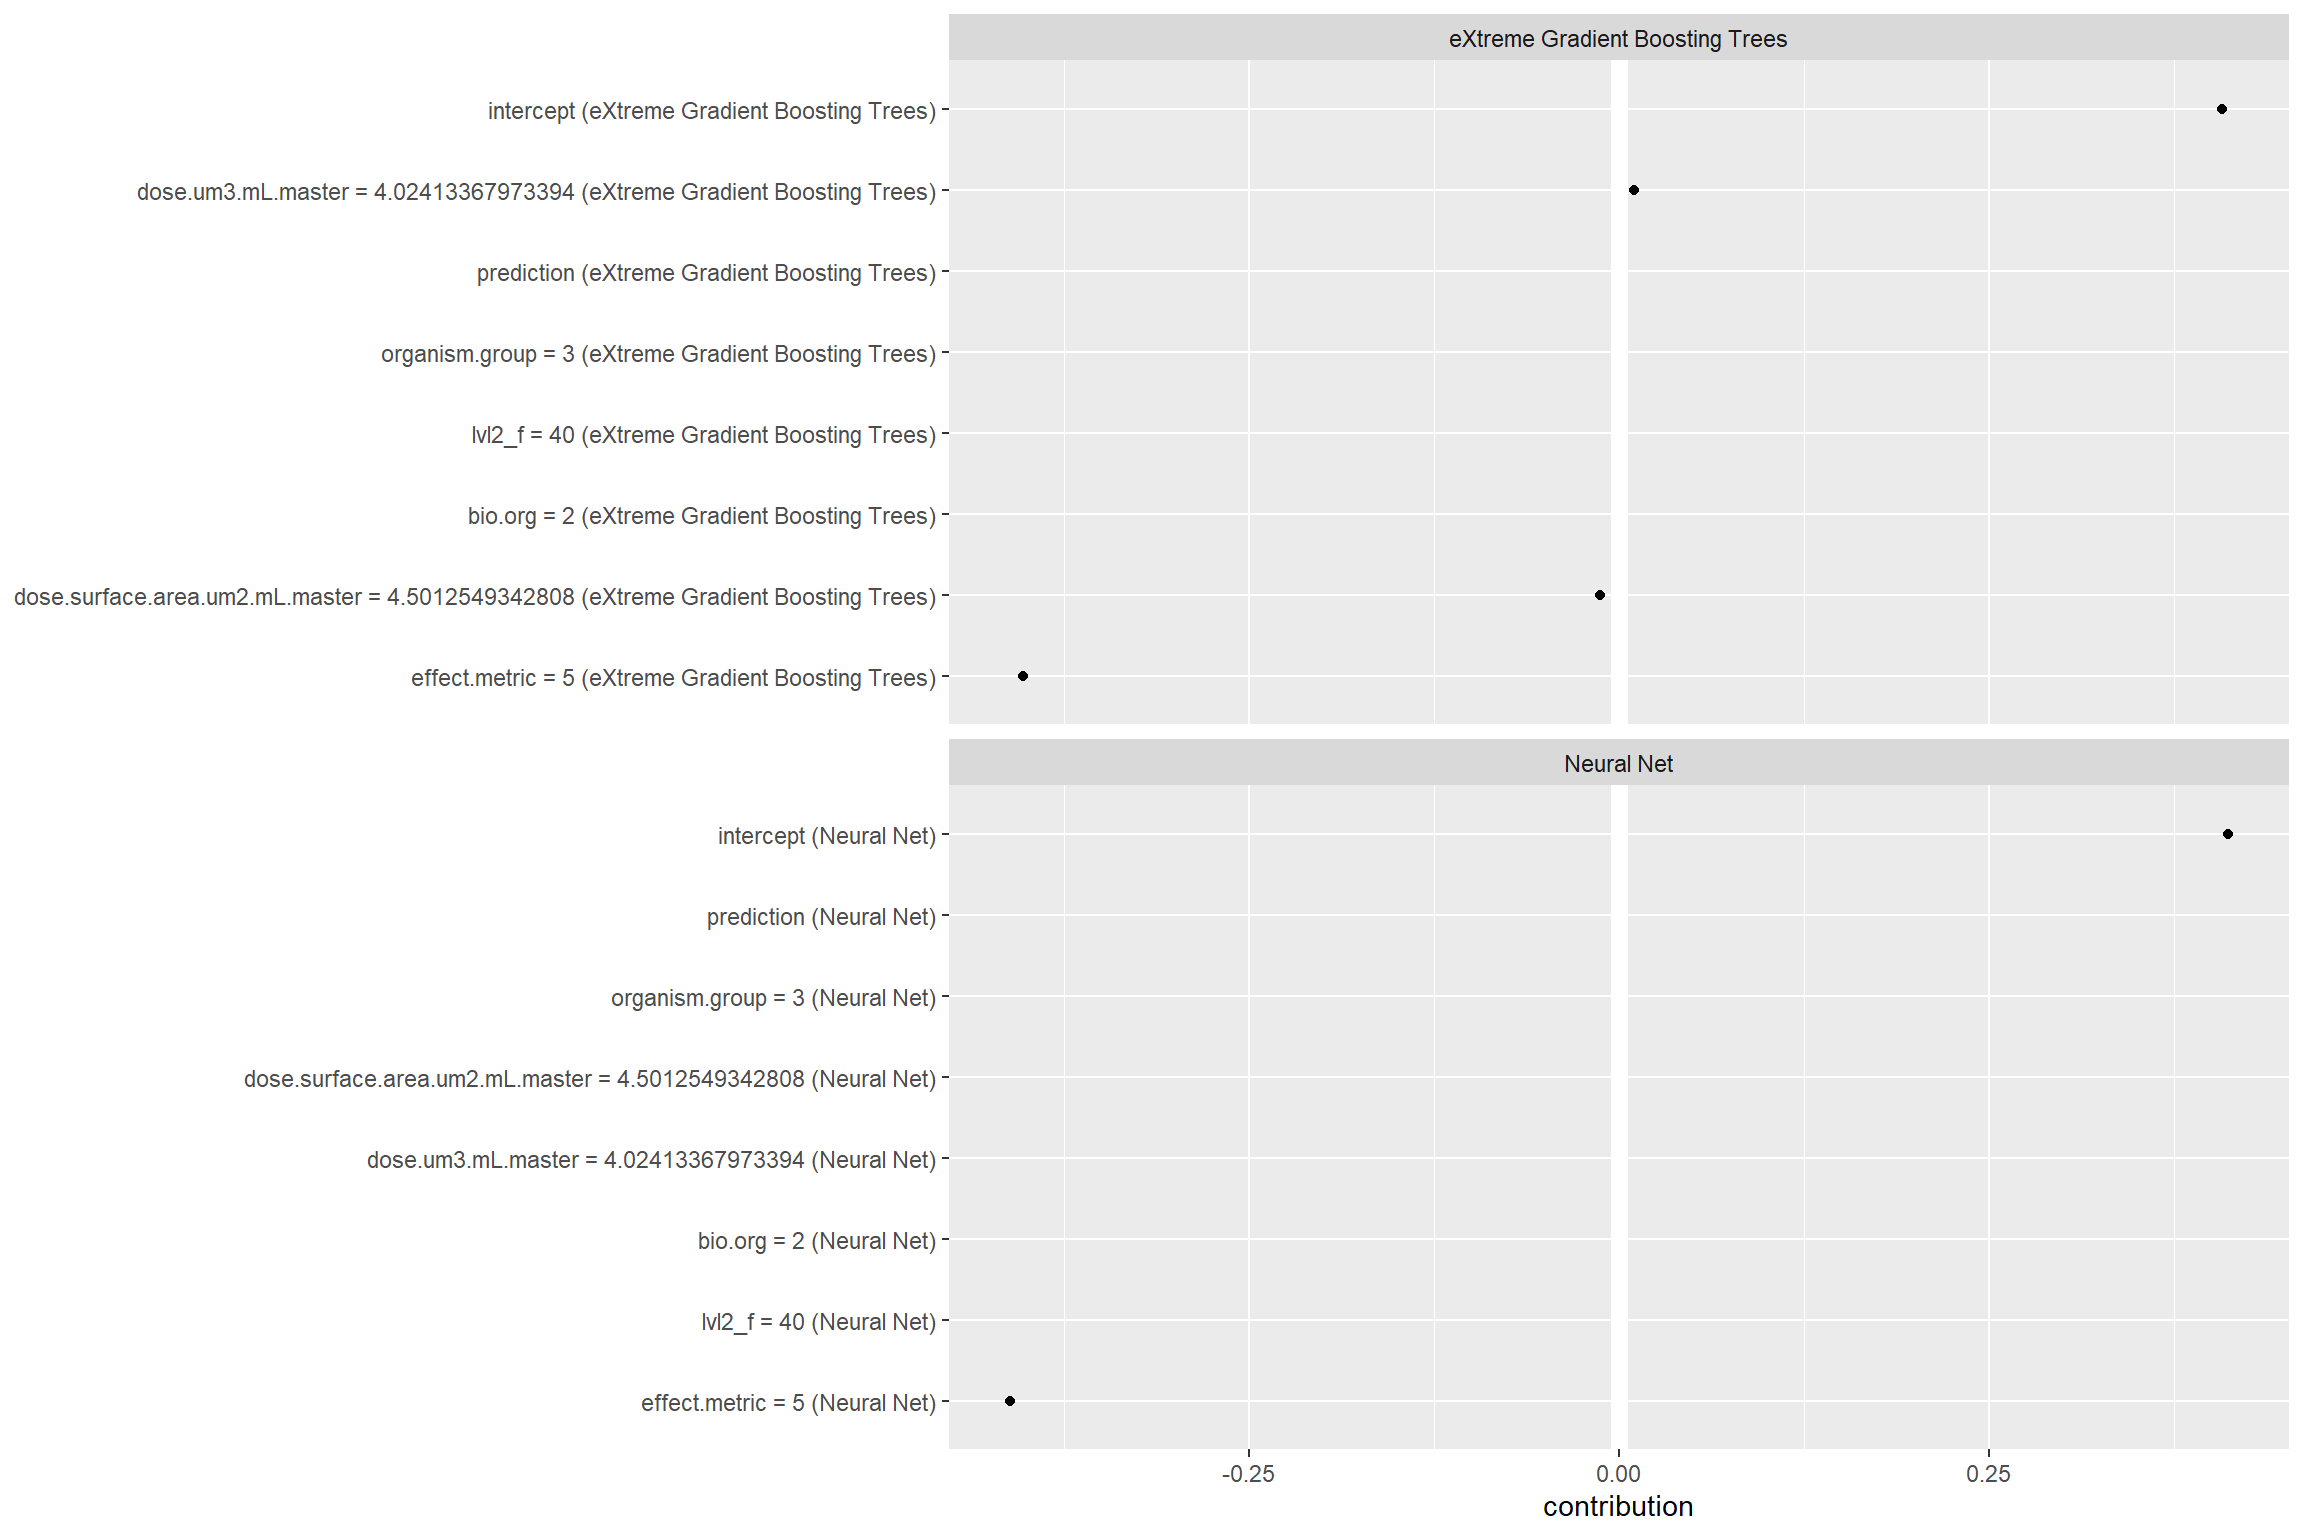 eXtreme Gradient Boosting Trees
intercept (eXtreme Gradient Boosting Trees)
dose.um3.mL.master = 4.02413367973394 (eXtreme Gradient Boosting Trees)
prediction (eXtreme Gradient Boosting Trees)
organism.group = 3 (eXtreme Gradient Boosting Trees)
lvl2_f = 40 (eXtreme Gradient Boosting Trees)
bio.org = 2 (eXtreme Gradient Boosting Trees)
dose.surface.area.um2.mL.master = 4.5012549342808 (eXtreme Gradient Boosting Trees)
effect.metric = 5 (eXtreme Gradient Boosting Trees)
Neural Net
intercept (Neural Net)
prediction (Neural Net)
organism.group = 3 (Neural Net)
dose.surface.area.um2.mL.master = 4.5012549342808 (Neural Net)
dose.um3.mL.master = 4.02413367973394 (Neural Net)
bio.org = 2 (Neural Net)
lvl2_f = 40 (Neural Net)
effect.metric = 5 (Neural Net)
-0.25 0.00 0.25
contribution